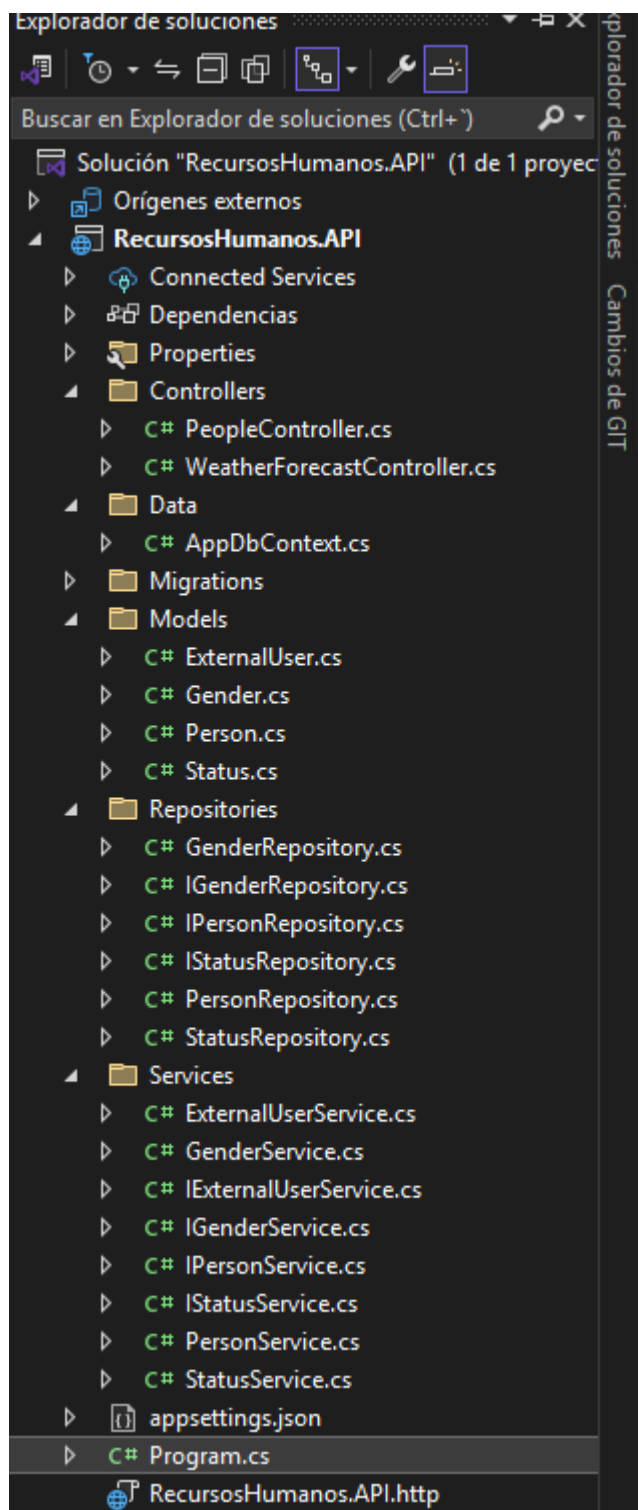 Explorador de soluciones
Buscar en Explorador de soluciones (Ctrl+`)
Solución "RecursosHumanos.API" (1 de 1 proyec
Orígenes externos
RecursosHumanos.API
Connected Services
Dependencias
Properties
Controllers
C# PeopleController.cs
C# WeatherForecastController.cs
Data
C# AppDbContext.cs
Migrations
Models
C# ExternalUser.cs
C# Gender.cs
C# Person.cs
C# Status.cs
Repositories
C# GenderRepository.cs
C# IGenderRepository.cs
C# IPersonRepository.cs
C# IStatusRepository.cs
C# PersonRepository.cs
C# StatusRepository.cs
Services
C# ExternalUserService.cs
C# GenderService.cs
C# IExternalUserService.cs
C# IGenderService.cs
C# IPersonService.cs
C# IStatusService.cs
C# PersonService.cs
C# StatusService.cs
appsettings.json
C# Program.cs
RecursosHumanos.API.http
xplorador de soluciones
Cambios de GIT